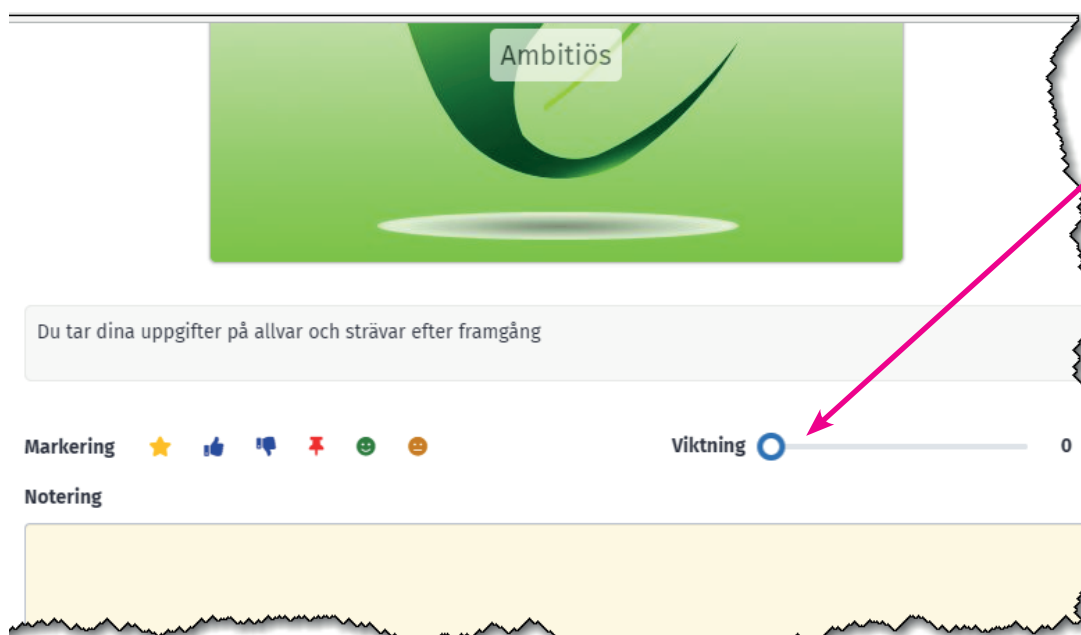 Ambitiös
Du tar dina uppgifter på allvar och strävar efter framgång
Markering
Viktning 0
Notering